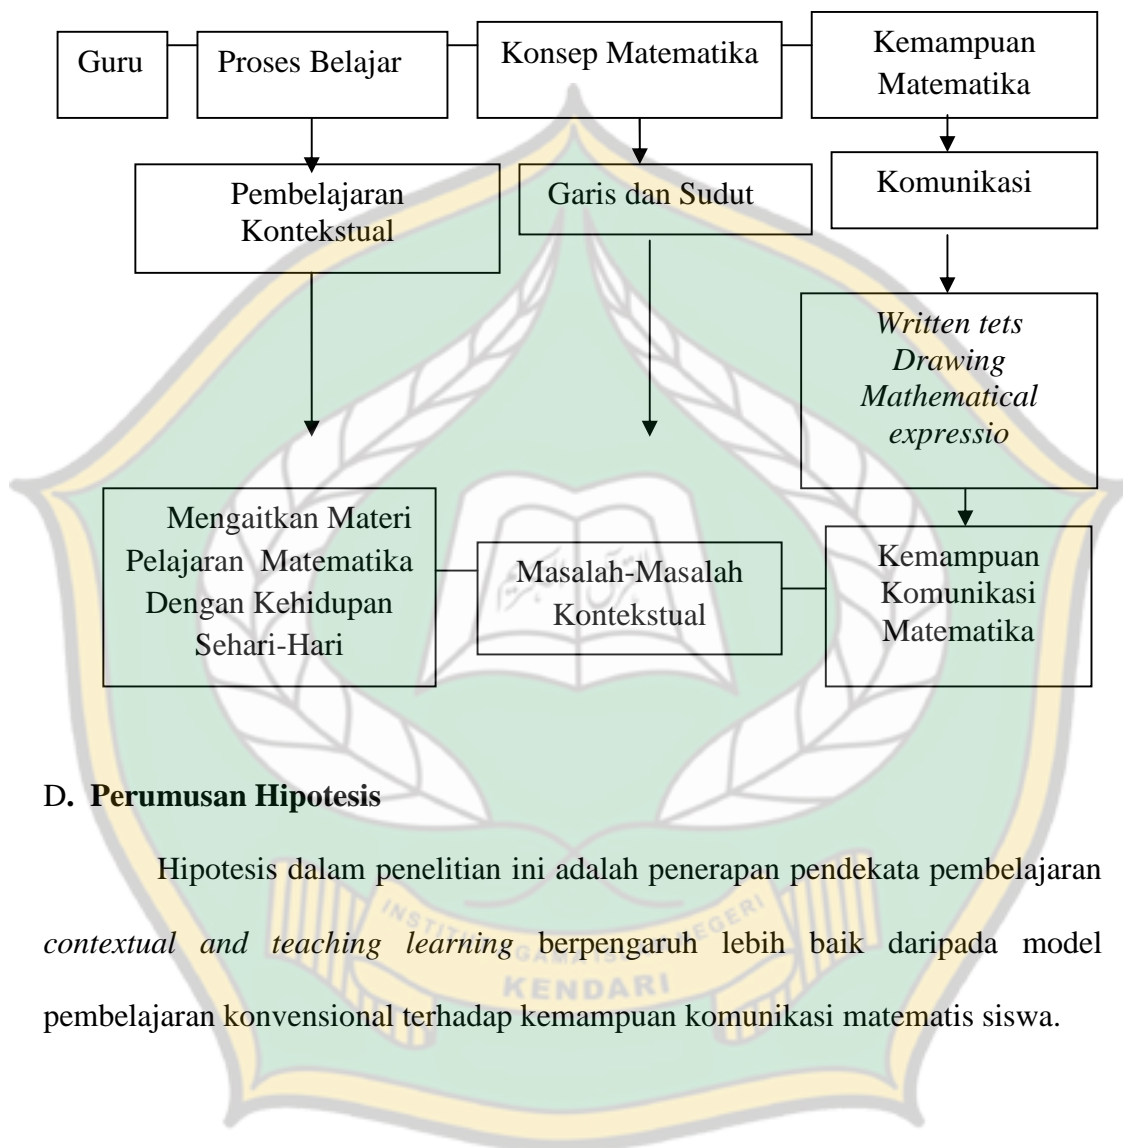 Guru
Proses Belajar
Konsep Matematika
Kemampuan
Matematika
Pembelajaran
Kontekstual
Garis dan Sudut
Komunikasi
Written tets
Drawing
Mathematical
expressio
Mengaitkan Materi
Pelajaran Matematika
Dengan Kehidupan
Sehari-Hari
Masalah-Masalah
Kontekstual
Kemampuan
Komunikasi
Matematika
D. Perumusan Hipotesis
Hipotesis dalam penelitian ini adalah penerapan pendekata pembelajaran
contextual and teaching learning berpengaruh lebih baik daripada model
pembelajaran konvensional terhadap kemampuan komunikasi matematis siswa.
KENDARI